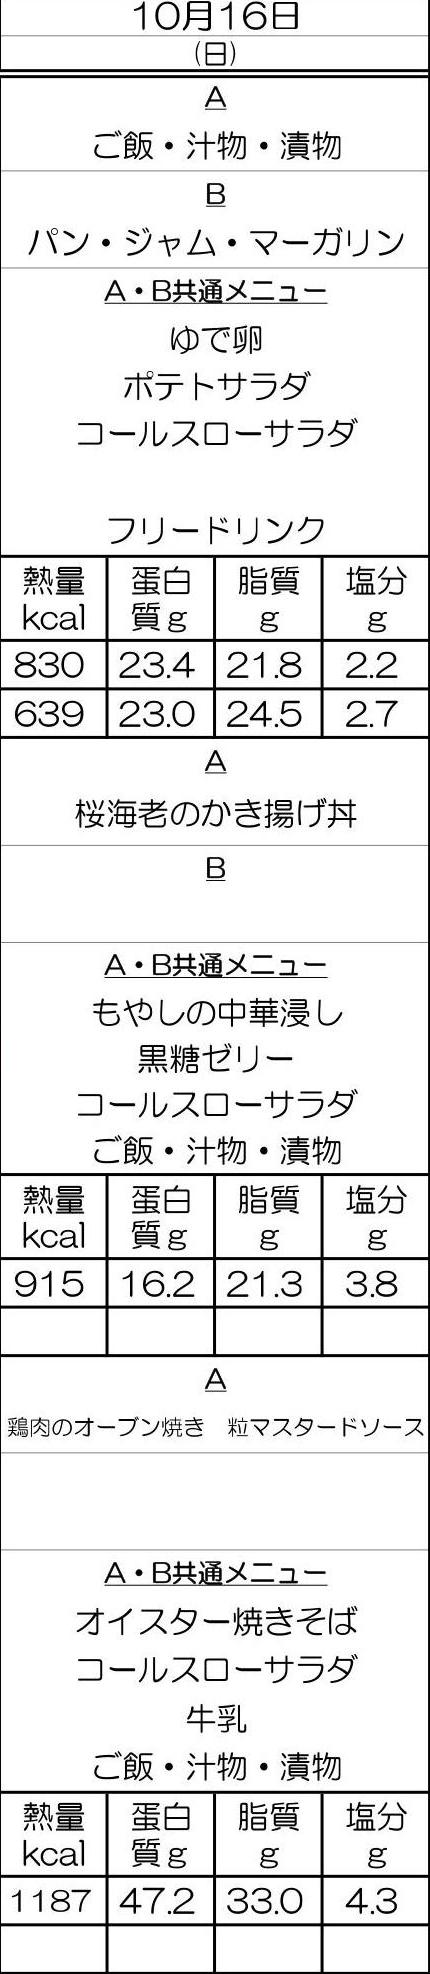 10月16日
(日)
A
ご飯・汁物・漬物
B
パン・ジャム・マーガリン
A・B共通メニュー
ゆで卵
ポテトサラダ
コールスローサラダ
フリードリンク
熱量 蛋白 脂質 塩分
kcal 質g g g
830 23.4 21.8 2.2
639 23.0 24.5 2.7
A
桜海老のかき揚げ丼
B
A・B共通メニュー
もやしの中華浸し
黒糖ゼリー
コールスローサラダ
ご飯・汁物・漬物
熱量 蛋白 脂質 塩分
kcal 質g g g
915 16.2 21.3 3.8
A
鶏肉のオーブン焼き　粒マスタードソース
A・B共通メニュー
オイスター焼きそば
コールスローサラダ
牛乳
ご飯・汁物・漬物
熱量 蛋白 脂質 塩分
kcal 質g g g
1187 47.2 33.0 4.3